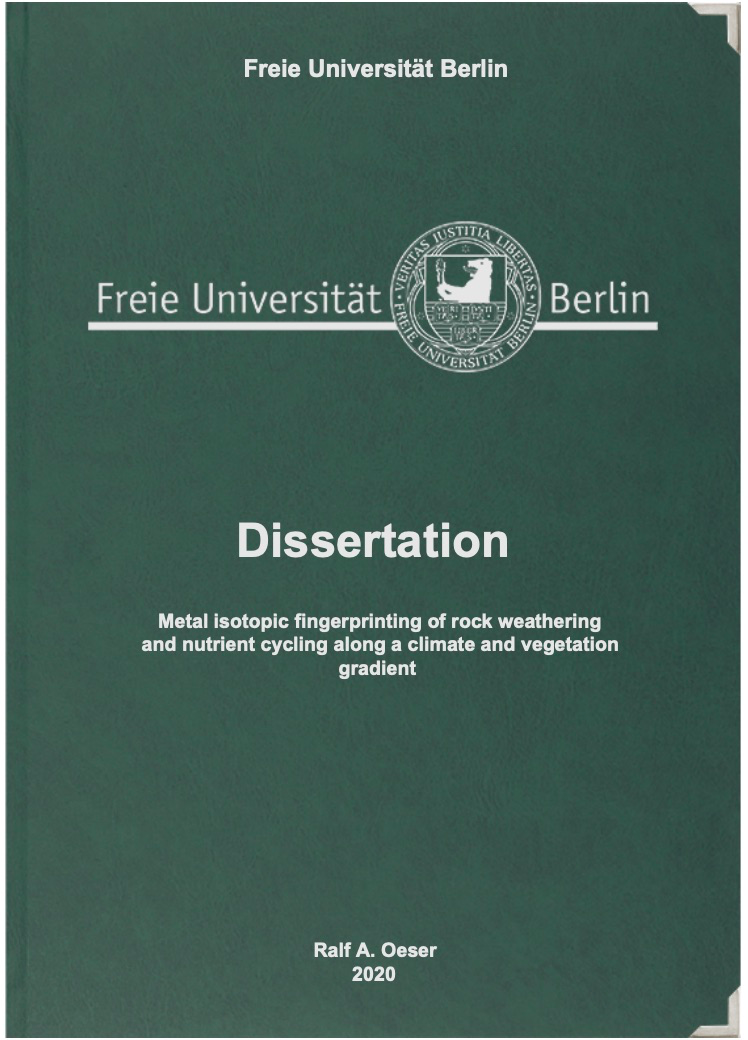 Freie Universität Berlin
Freie Universität Berlin
VERITAS JUSTITIA LIBERTAS
FREIE UNIVERSITÄT BERLIN
Dissertation
Metal isotopic fingerprinting of rock weathering
and nutrient cycling along a climate and vegetation
gradient
Ralf A. Oeser
2020